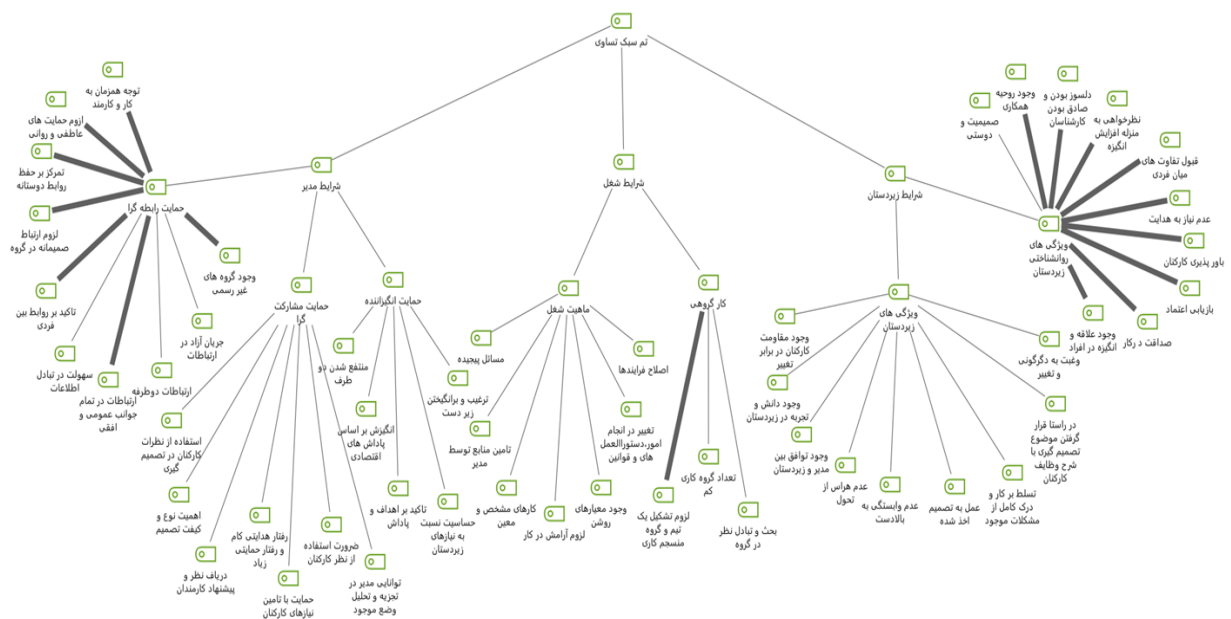 تم سبک تساوی
شرایط مدیر
شرایط شغل
شرایط زیردستان
توجه همزمان به
کار و کارمند
ازوم حمایت های
عاطفی و روانی
تمرکز بر حفظ
روابط دوستانه
حمایت رابطه گرا
لزوم ارتباط
صمیمانه در گروه
وجود گروه های
غیر رسمی
تاکید بر روابط بین
فردی
جریان آزاد در
ارتباطات
سهولت در تبادل
اطلاعات
ارتباطات دوطرفه
ارتباطات در تمام
جوانب عمومی و
افقی
حمایت مشارکت
گرا
استفاده از نظرات
کارکنان در تصمیم
گیری
اهمیت نوع و
کیفت تصمیم
دریاف نظر و
پیشنهاد کارمندان
رفتار هدایتی کام
و رفتار حمایتی
زیاد
حمایت با تامین
نیازهای کارکنان
ضرورت استفاده
از نظر کارکنان
توانایی مدیر در
تجزیه و تحلیل
وضع موجود
حمایت انگیزاننده
منتفع شدن دو
طرف
انگیزش بر اساس
پاداش های
اقتصادی
تاکید بر اهداف و
پاداش
حساسیت نسبت
به نیازهای
زیردستان
ترغیب و برانگیختن
زیر دست
ماهیت شغل
مسائل پیچیده
تامین منابع توسط
مدیر
کارهای مشخص و
معین
لزوم آرامش در کار
وجود معیارهای
روشن
تغییر در انجام
امور،دستوراالعمل
های و قوانین
اصلاح فرایندها
کار گروهی
لزوم تشکیل یک
تیم و گروه
منسجم کاری
تعداد گروه کاری
کم
بحث و تبادل نظر
در گروه
ویژگی های
زیردستان
وجود مقاومت
کارکنان در برابر
تغییر
وجود دانش و
تجربه در زیردستان
وجود توافق بین
مدیر و زیردستان
عدم هراس از
تحول
عدم وابستگی به
بالادست
عمل به تصمیم
اخذ شده
تسلط بر کار و
درک کامل از
مشکلات موجود
در راستا قرار
گرفتن موضوع
تصمیم گیری با
شرح وظایف
کارکنان
وغبت به دگرگونی
و تغییر
ویژگی های
روانشناختی
زیردستان
صمیمیت و
دوستی
وجود روحیه
همکاری
دلسوز بودن و
صادق بودن
کارشناسان
نظرخواهی به
منزله افزایش
انگیزه
قبول تفاوت های
میان فردی
عدم نیاز به هدایت
باور پذیری کارکنان
بازیابی اعتماد
صداقت در رکار
وجود علاقه و
انگیزه در افراد